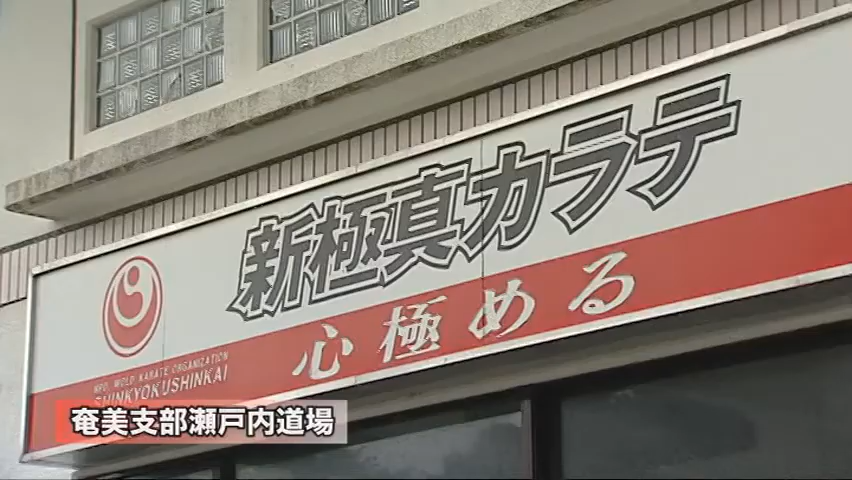 新極真カラテ
心極める
NPO. WOLD KARATE ORGANIZATION
SHINKYOKUSHINKAI
奄美支部瀬戸内道場